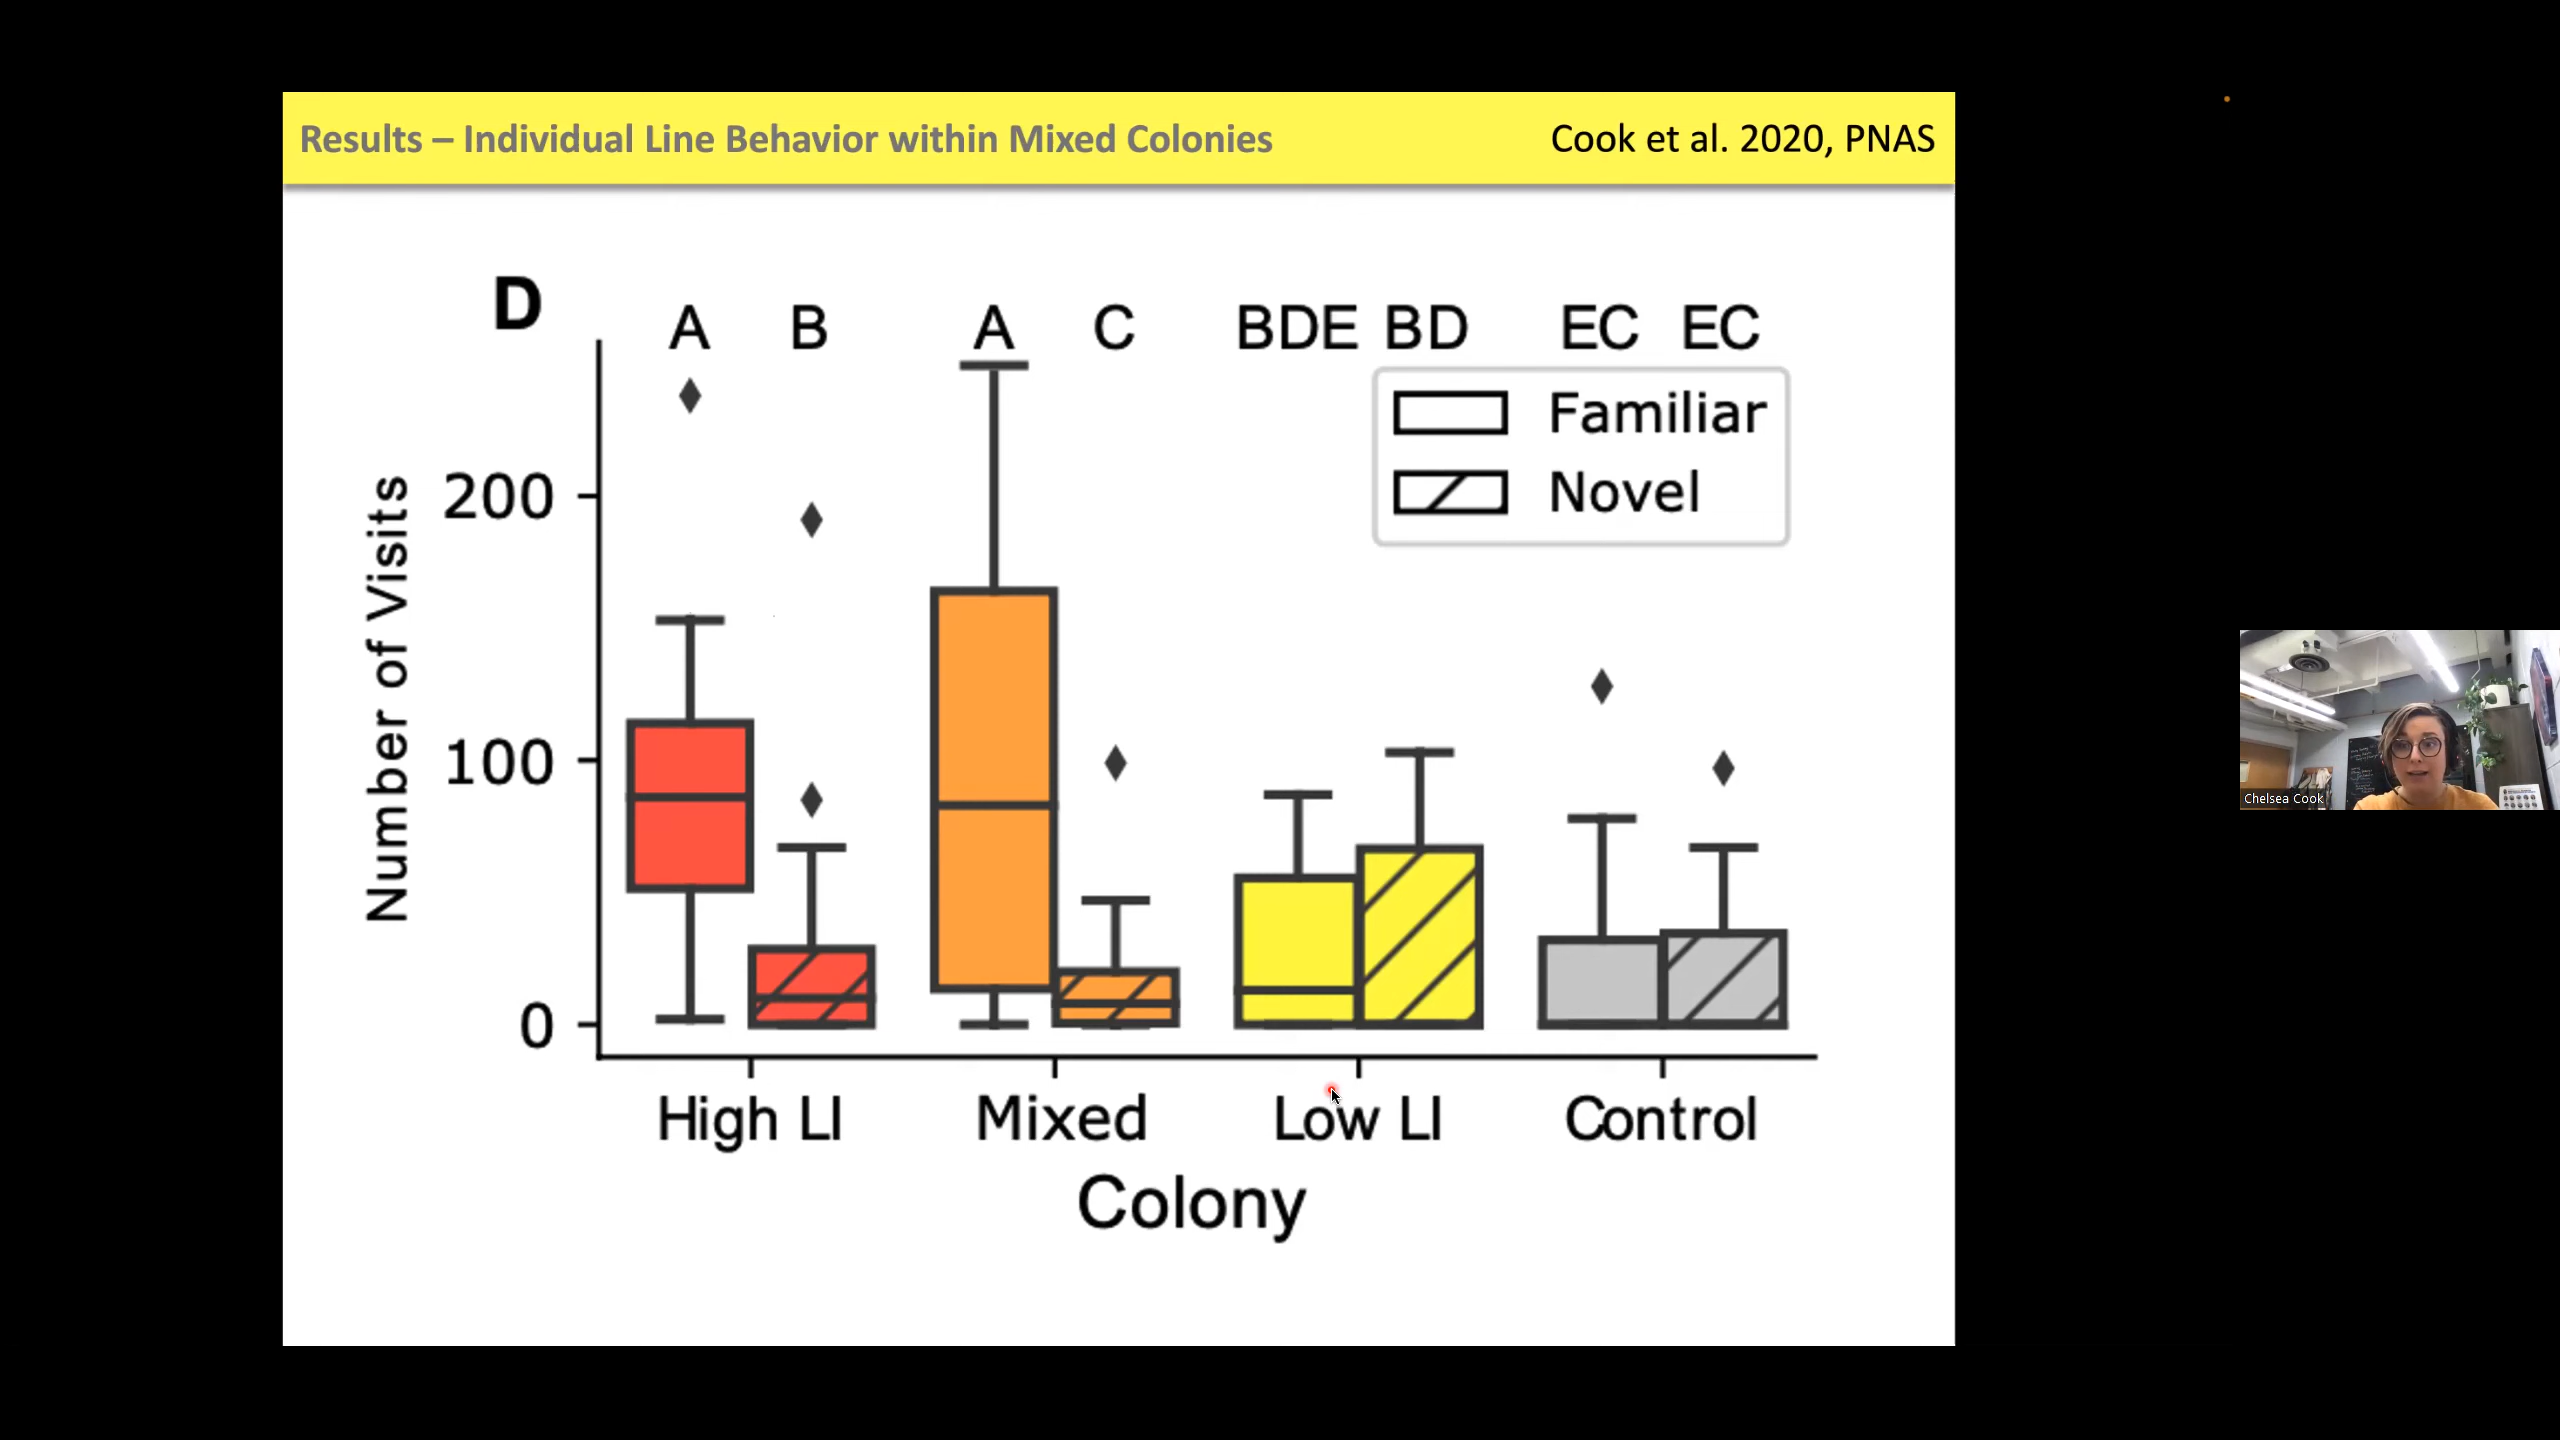 Results – Individual Line Behavior within Mixed Colonies
Cook et al. 2020, PNAS
D
A B A C BDE BD EC EC
Familiar
Novel
Number of Visits
200
100
0
High LI Mixed Low LI Control
Colony
Chelsea Cook